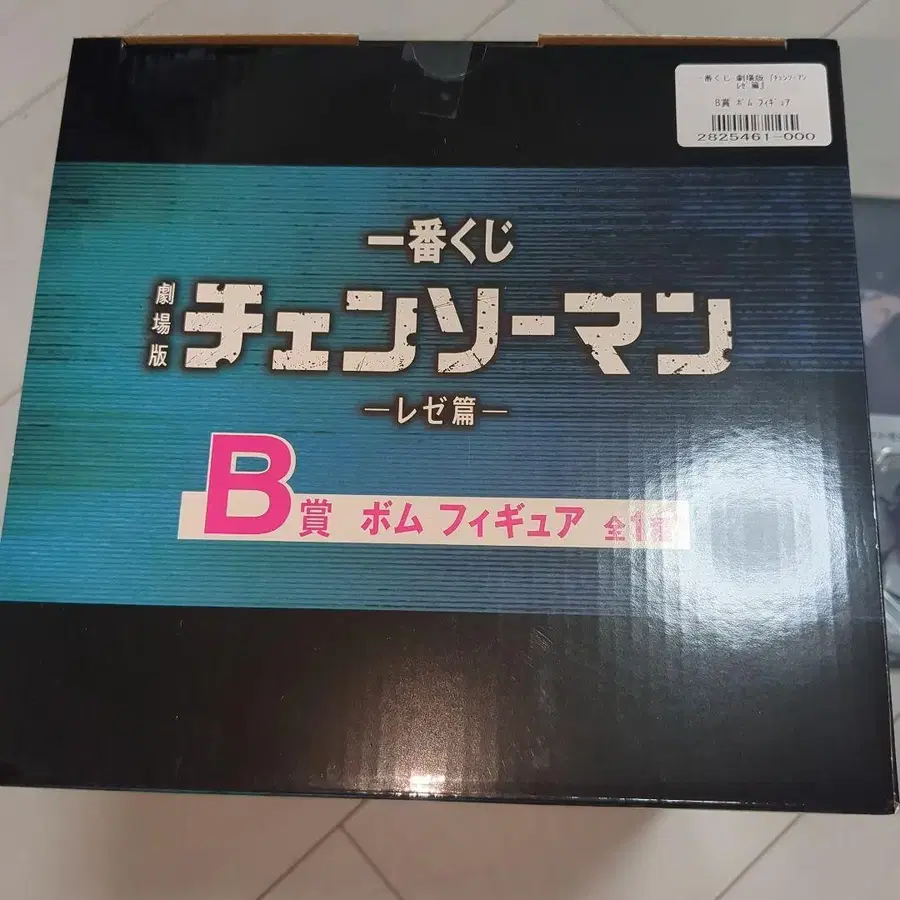 一番くじ 劇場版 『チェンソーマン
レゼ篇』
B賞 ボム フィギュア
2825461-000
一番くじ
劇場版 チェンソーマン
―レゼ篇―
B賞 ボム フィギュア 全1種